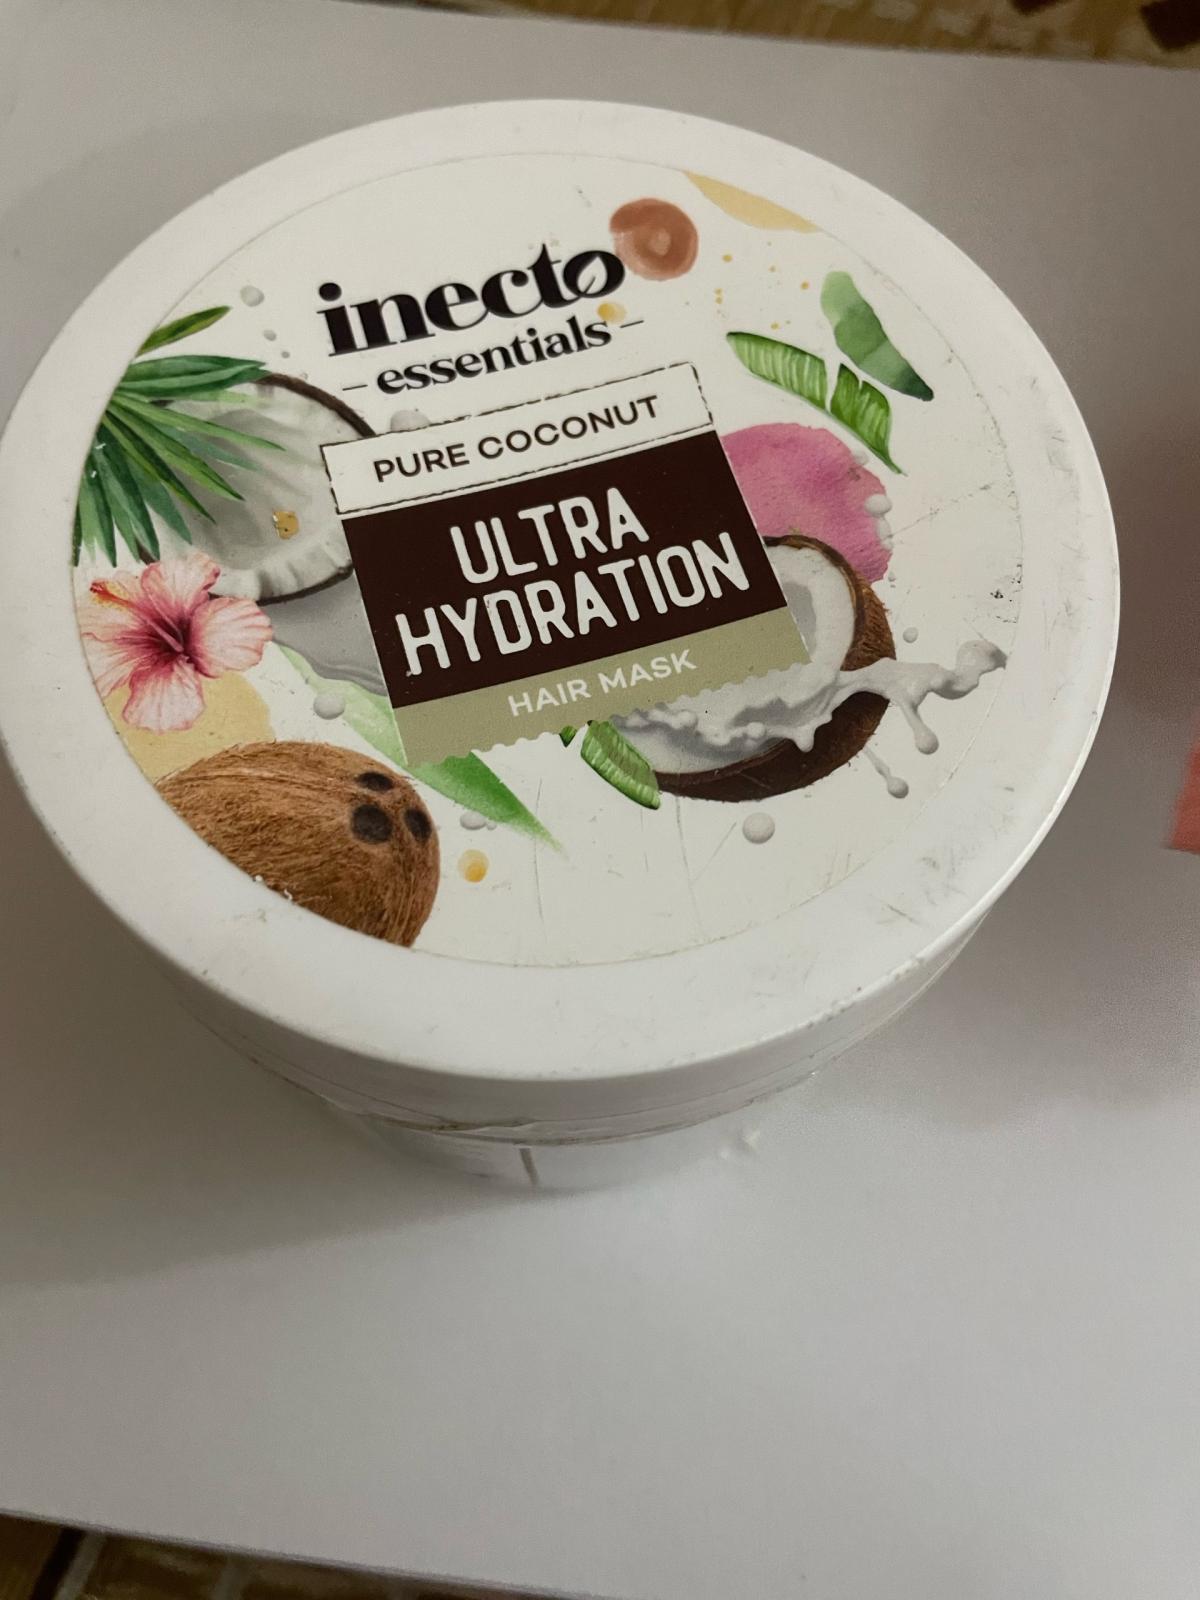 inecto
– essentials –
PURE COCONUT
ULTRA
HYDRATION
HAIR MASK